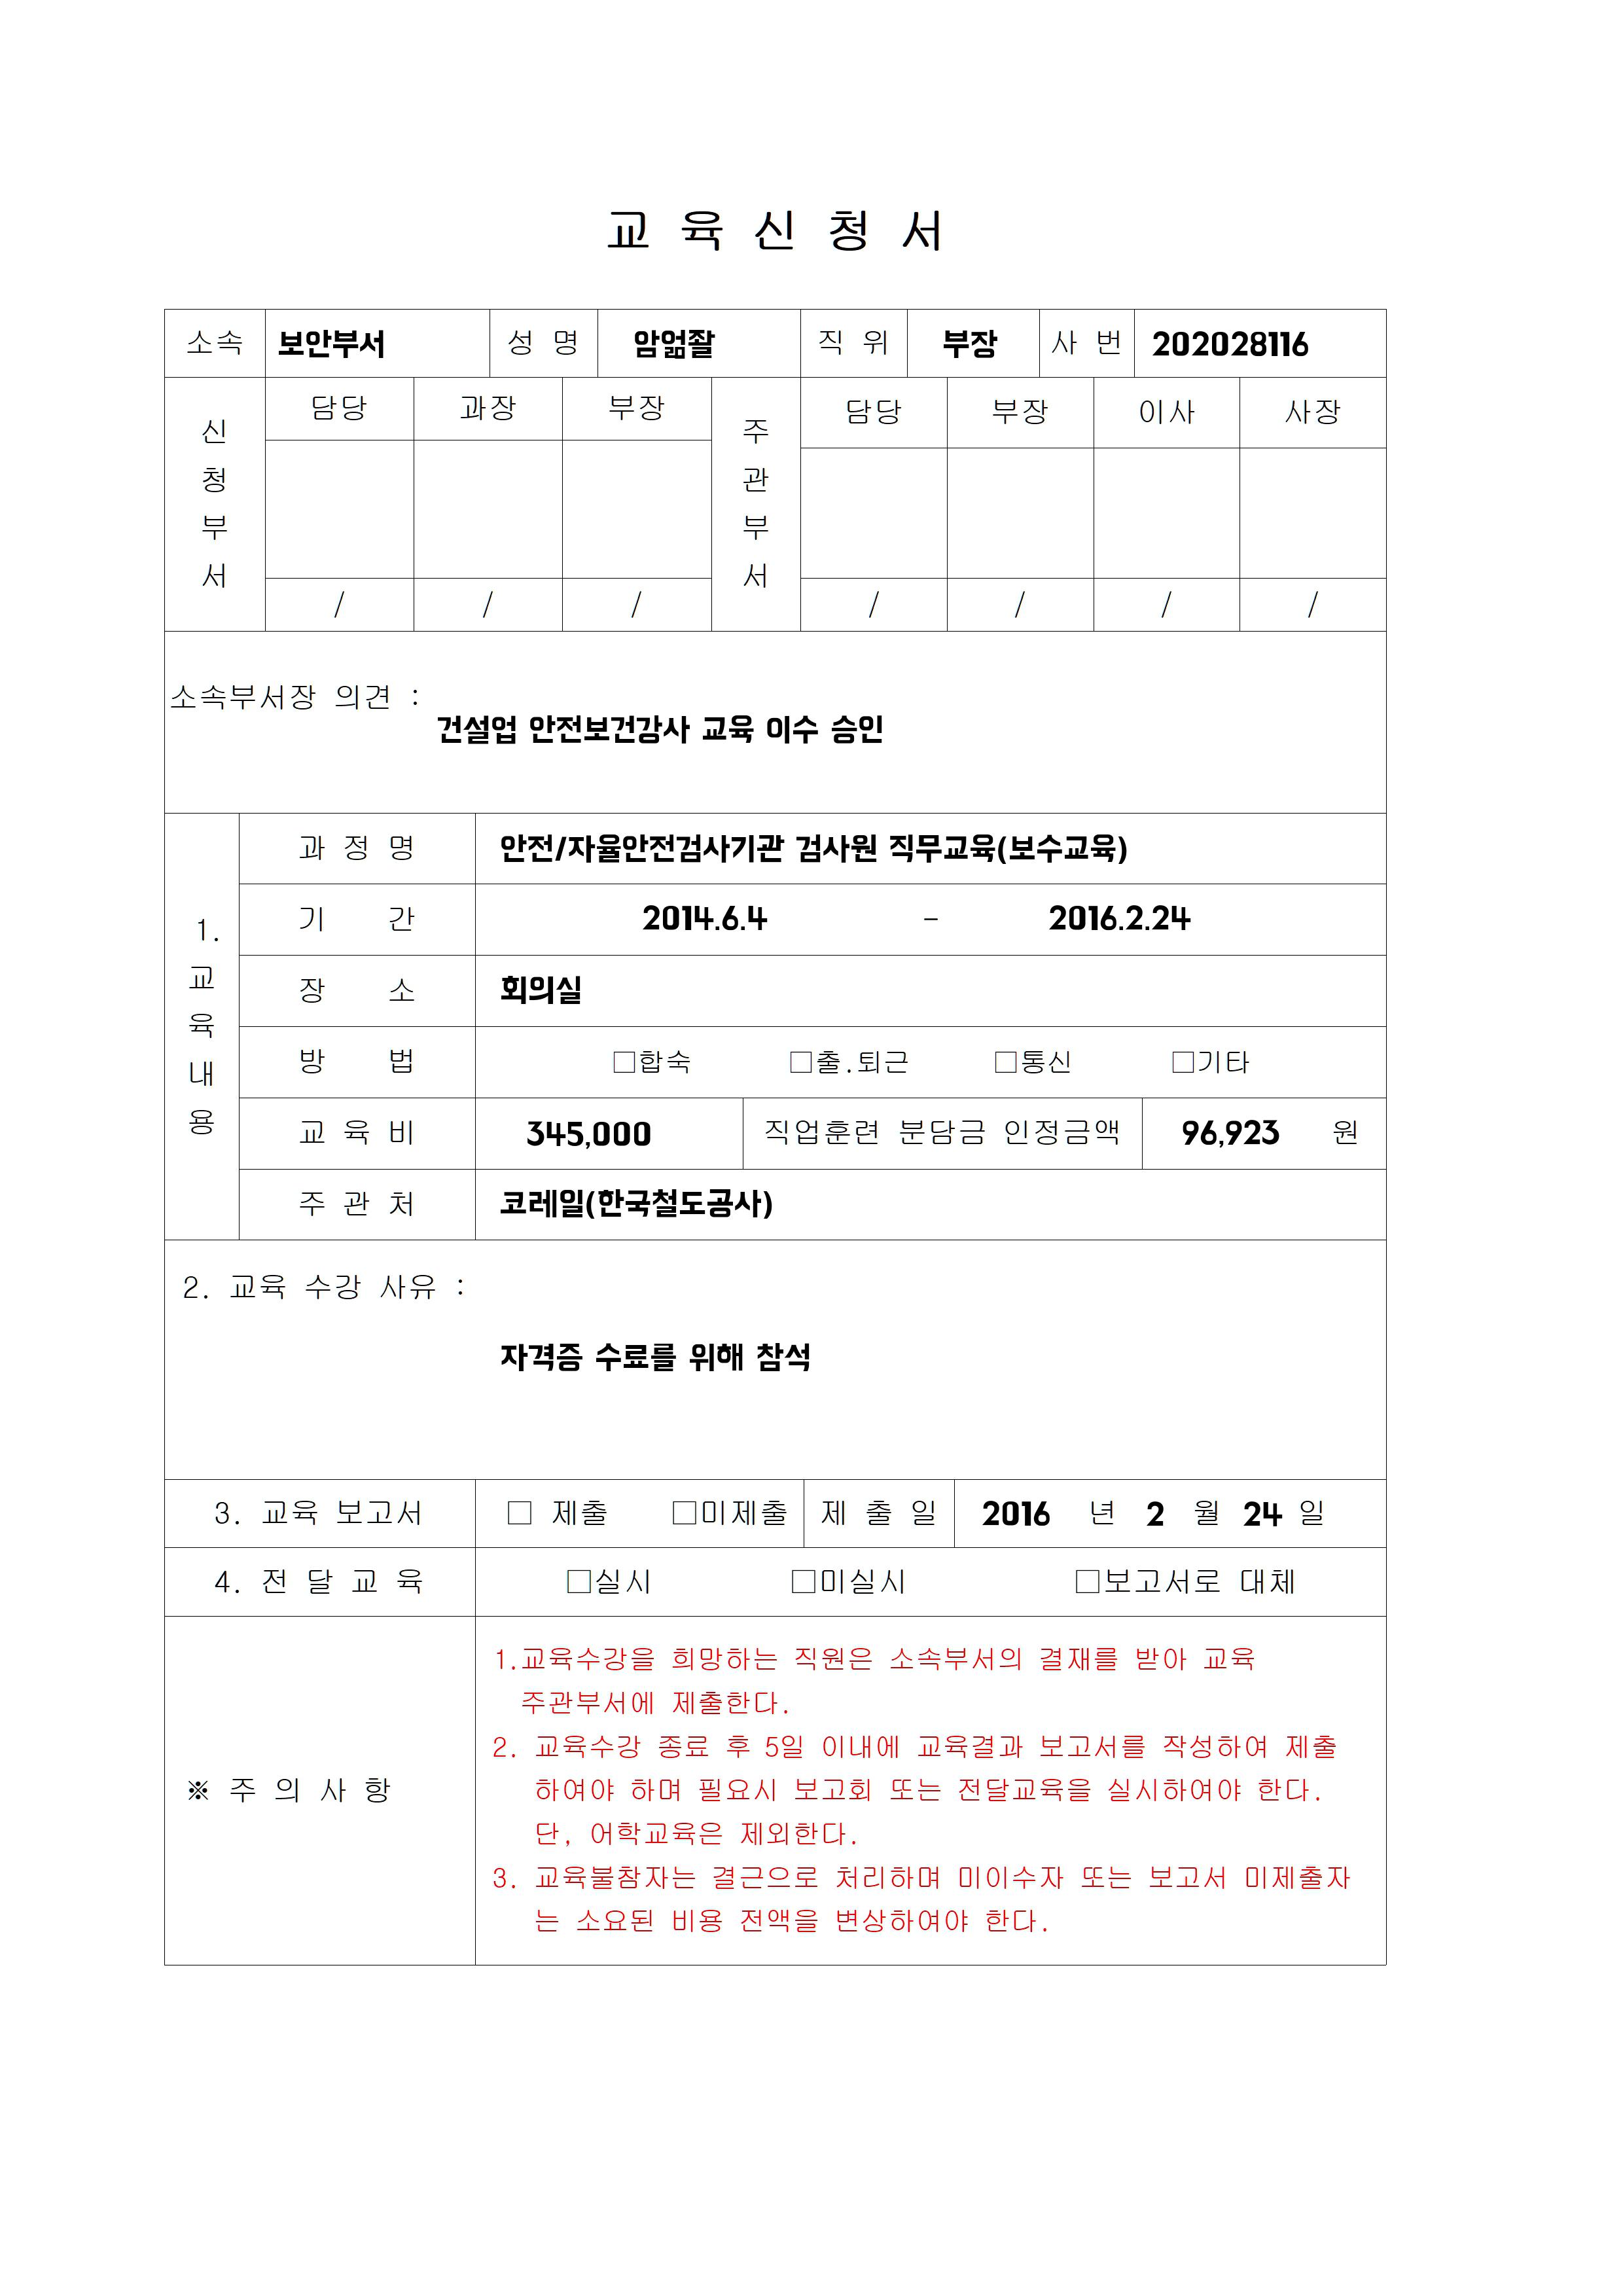 교 육 신 청 서
소속 보안부서 성 명 암얾좔 직 위 부장 사 번 202028116
신청부서 담당 과장 부장 주관부서 담당 부장 이사 사장
/ / / / / / /
소속부서장 의견 :
건설업 안전보건강사 교육 이수 승인
1. 교육내용
과 정 명 안전/자율안전검사기관 검사원 직무교육(보수교육)
기 간 2014.6.4 - 2016.2.24
장 소 회의실
방 법 □합숙 □출.퇴근 □통신 □기타
교 육 비 345,000 직업훈련 분담금 인정금액 96,923 원
주 관 처 코레일(한국철도공사)
2. 교육 수강 사유 :
자격증 수료를 위해 참석
3. 교육 보고서 □ 제출 □미제출 제 출 일 2016 년 2 월 24 일
4. 전 달 교 육 □실시 □미실시 □보고서로 대체
※ 주 의 사 항
1.교육수강을 희망하는 직원은 소속부서의 결재를 받아 교육
주관부서에 제출한다.
2. 교육수강 종료 후 5일 이내에 교육결과 보고서를 작성하여 제출
하여야 하며 필요시 보고회 또는 전달교육을 실시하여야 한다.
단, 어학교육은 제외한다.
3. 교육불참자는 결근으로 처리하며 미이수자 또는 보고서 미제출자
는 소요된 비용 전액을 변상하여야 한다.